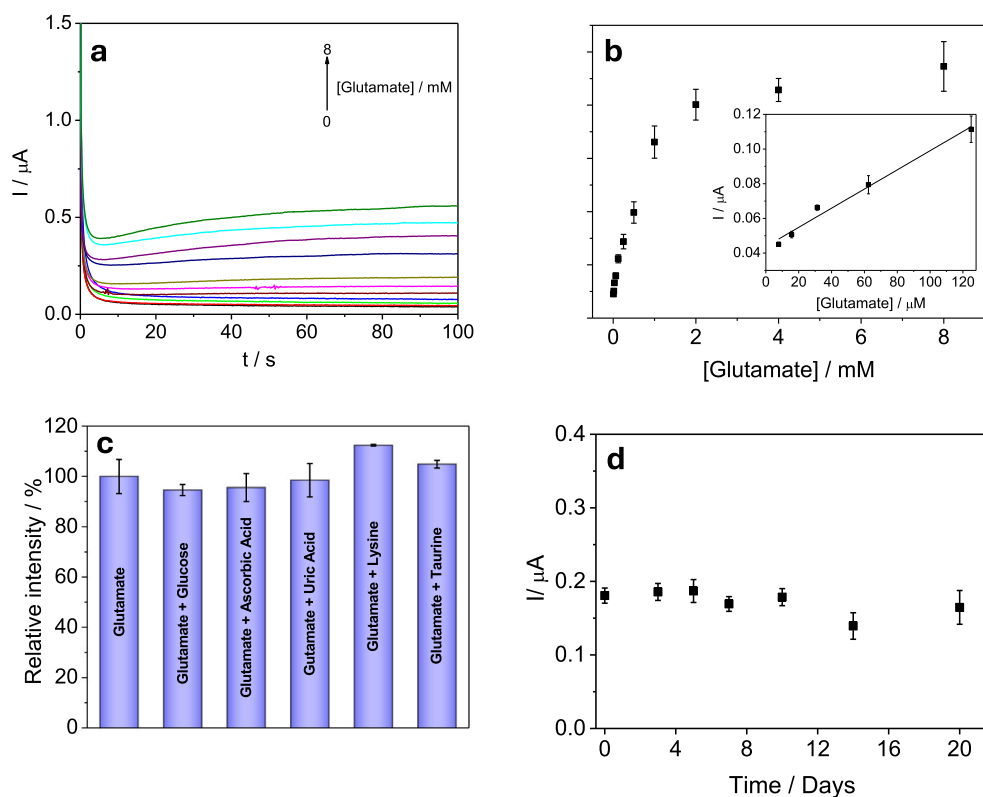 a
1.5
1.0
0.5
0.0
I / μA
8
[Glutamate] / mM
0
0 20 40 60 80 100
t / s
b
0.12
0.10
0.08
0.06
0.04
I / μA
0 20 40 60 80 100 120
[Glutamate] / μM
0 2 4 6 8
[Glutamate] / mM
c
120
100
80
60
40
20
0
Relative intensity / %
Glutamate
Glutamate + Glucose
Glutamate + Ascorbic Acid
Gutamate + Uric Acid
Glutamate + Lysine
Glutamate + Taurine
d
0.4
0.3
0.2
0.1
0.0
I/ μA
0 4 8 12 16 20
Time / Days